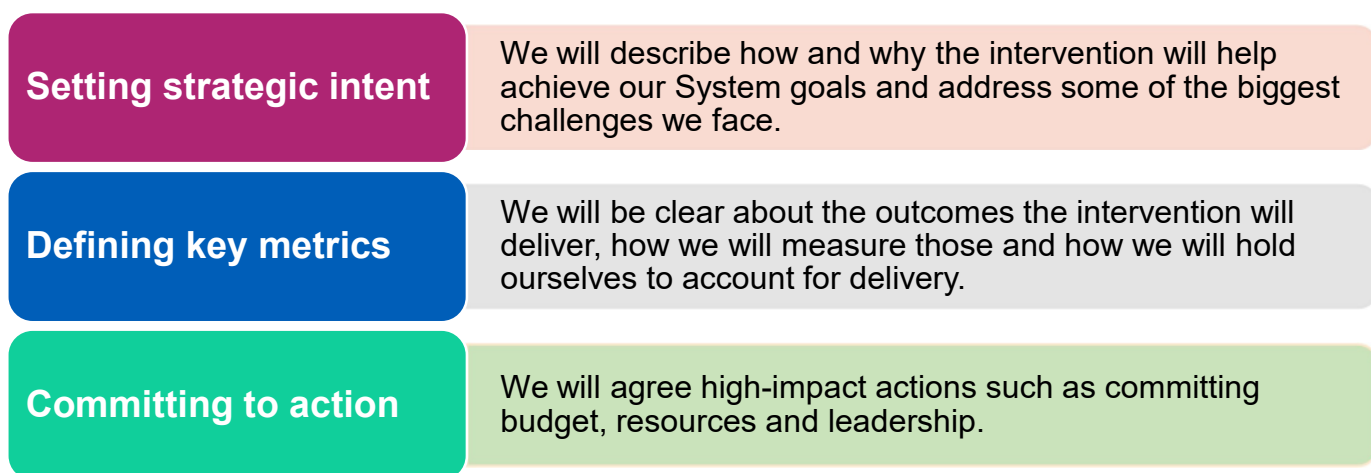 Setting strategic intent
We will describe how and why the intervention will help
achieve our System goals and address some of the biggest
challenges we face.
Defining key metrics
We will be clear about the outcomes the intervention will
deliver, how we will measure those and how we will hold
ourselves to account for delivery.
Committing to action
We will agree high-impact actions such as committing
budget, resources and leadership.